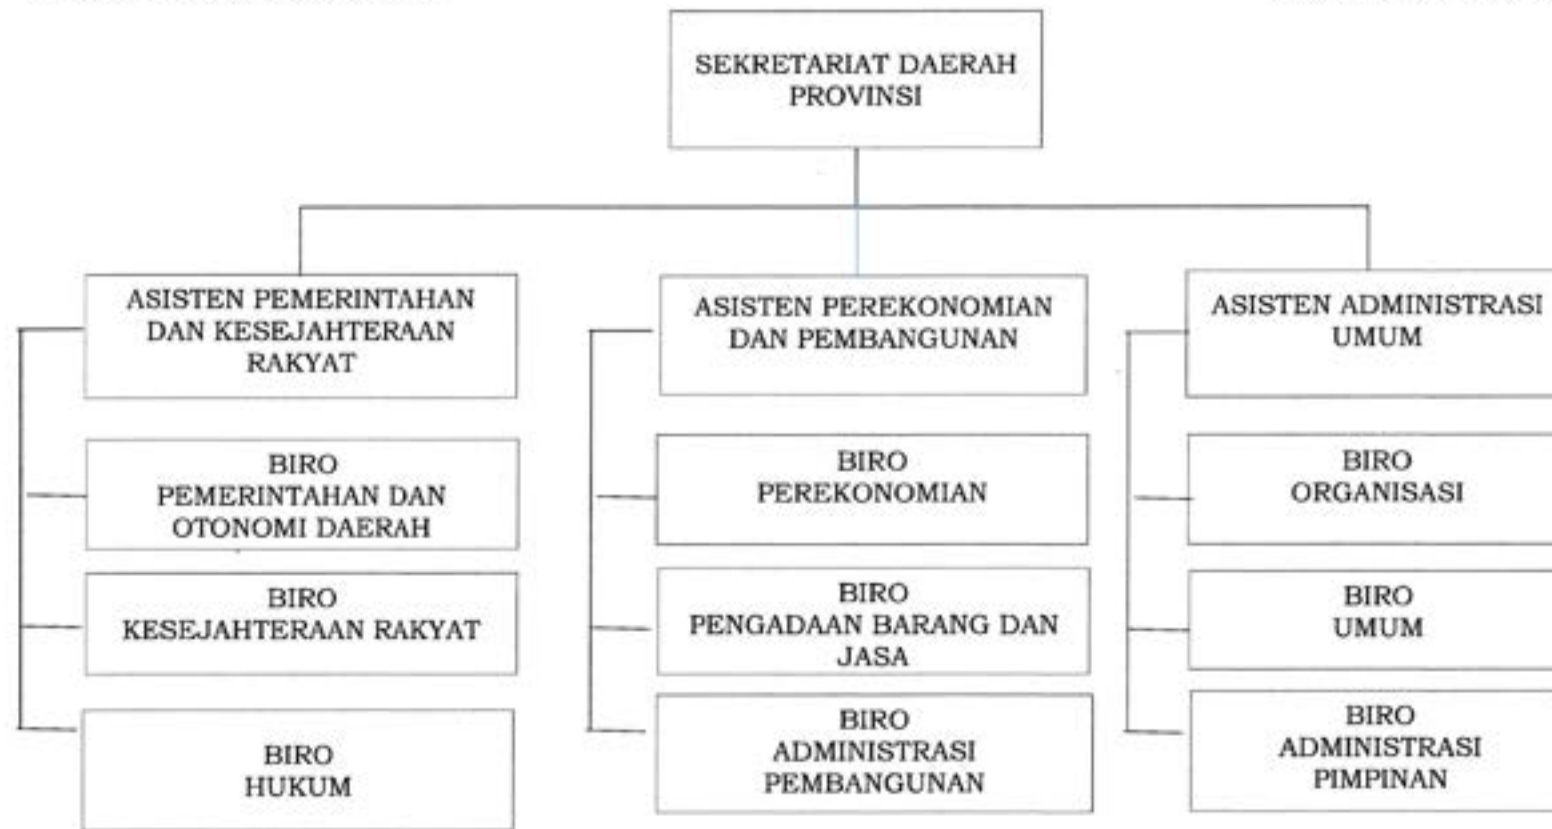 SEKRETARIAT DAERAH
PROVINSI
ASISTEN PEMERINTAHAN
DAN KESEJAHTERAAN
RAKYAT
BIRO
PEMERINTAHAN DAN
OTONOMI DAERAH
BIRO
KESEJAHTERAAN RAKYAT
BIRO
HUKUM
ASISTEN PEREKONOMIAN
DAN PEMBANGUNAN
BIRO
PEREKONOMIAN
BIRO
PENGADAAN BARANG DAN
JASA
BIRO
ADMINISTRASI
PEMBANGUNAN
ASISTEN ADMINISTRASI
UMUM
BIRO
ORGANISASI
BIRO
UMUM
BIRO
ADMINISTRASI
PIMPINAN